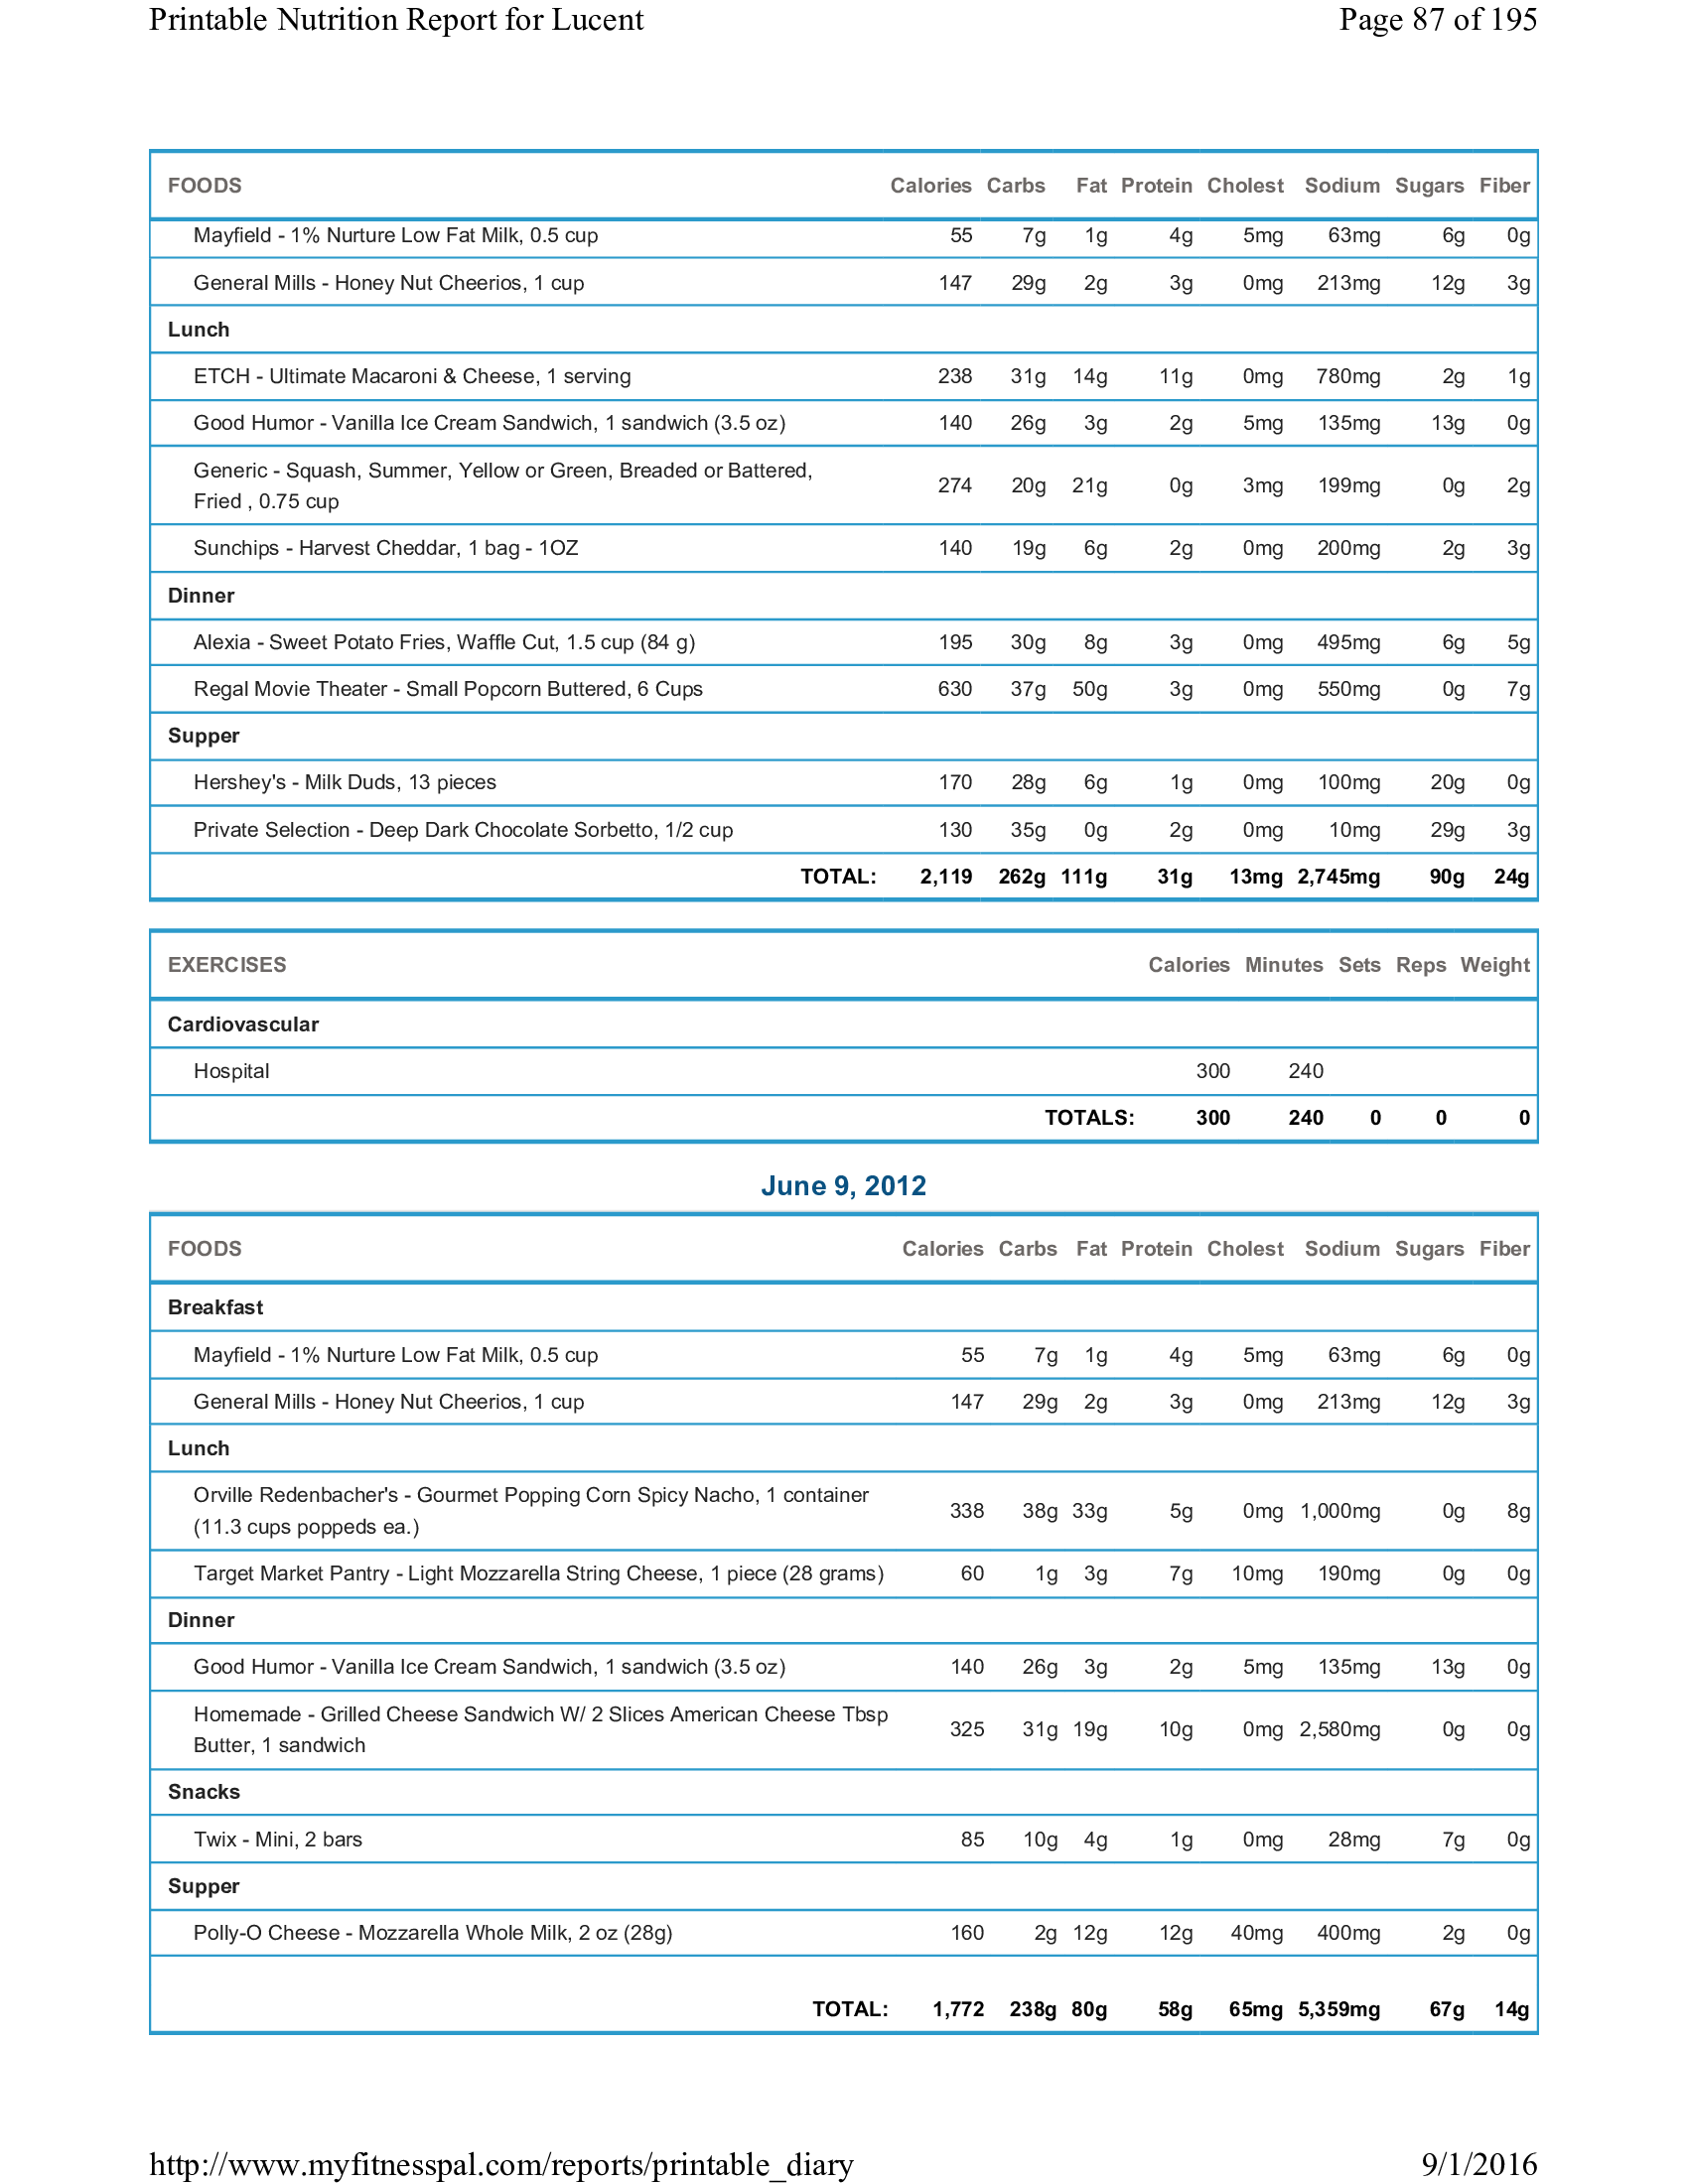 Printable Nutrition Report for Lucent Page 87 of 195
FOODS Calories Carbs Fat Protein Cholest Sodium Sugars Fiber
Mayfield - 1% Nurture Low Fat Milk, 0.5 cup 55 7g 1g 4g 5mg 63mg 6g 0g
General Mills - Honey Nut Cheerios, 1 cup 147 29g 2g 3g 0mg 213mg 12g 3g
Lunch
ETCH - Ultimate Macaroni & Cheese, 1 serving 238 31g 14g 11g 0mg 780mg 2g 1g
Good Humor - Vanilla Ice Cream Sandwich, 1 sandwich (3.5 oz) 140 26g 3g 2g 5mg 135mg 13g 0g
Generic - Squash, Summer, Yellow or Green, Breaded or Battered,
Fried , 0.75 cup 274 20g 21g 0g 3mg 199mg 0g 2g
Sunchips - Harvest Cheddar, 1 bag - 1OZ 140 19g 6g 2g 0mg 200mg 2g 3g
Dinner
Alexia - Sweet Potato Fries, Waffle Cut, 1.5 cup (84 g) 195 30g 8g 3g 0mg 495mg 6g 5g
Regal Movie Theater - Small Popcorn Buttered, 6 Cups 630 37g 50g 3g 0mg 550mg 0g 7g
Supper
Hershey's - Milk Duds, 13 pieces 170 28g 6g 1g 0mg 100mg 20g 0g
Private Selection - Deep Dark Chocolate Sorbetto, 1/2 cup 130 35g 0g 2g 0mg 10mg 29g 3g
TOTAL: 2,119 262g 111g 31g 13mg 2,745mg 90g 24g
EXERCISES Calories Minutes Sets Reps Weight
Cardiovascular
Hospital 300 240
TOTALS: 300 240 0 0 0
June 9, 2012
FOODS Calories Carbs Fat Protein Cholest Sodium Sugars Fiber
Breakfast
Mayfield - 1% Nurture Low Fat Milk, 0.5 cup 55 7g 1g 4g 5mg 63mg 6g 0g
General Mills - Honey Nut Cheerios, 1 cup 147 29g 2g 3g 0mg 213mg 12g 3g
Lunch
Orville Redenbacher's - Gourmet Popping Corn Spicy Nacho, 1 container
(11.3 cups poppeds ea.) 338 38g 33g 5g 0mg 1,000mg 0g 8g
Target Market Pantry - Light Mozzarella String Cheese, 1 piece (28 grams) 60 1g 3g 7g 10mg 190mg 0g 0g
Dinner
Good Humor - Vanilla Ice Cream Sandwich, 1 sandwich (3.5 oz) 140 26g 3g 2g 5mg 135mg 13g 0g
Homemade - Grilled Cheese Sandwich W/ 2 Slices American Cheese Tbsp
Butter, 1 sandwich 325 31g 19g 10g 0mg 2,580mg 0g 0g
Snacks
Twix - Mini, 2 bars 85 10g 4g 1g 0mg 28mg 7g 0g
Supper
Polly-O Cheese - Mozzarella Whole Milk, 2 oz (28g) 160 2g 12g 12g 40mg 400mg 2g 0g
TOTAL: 1,772 238g 80g 58g 65mg 5,359mg 67g 14g
http://www.myfitnesspal.com/reports/printable_diary 9/1/2016